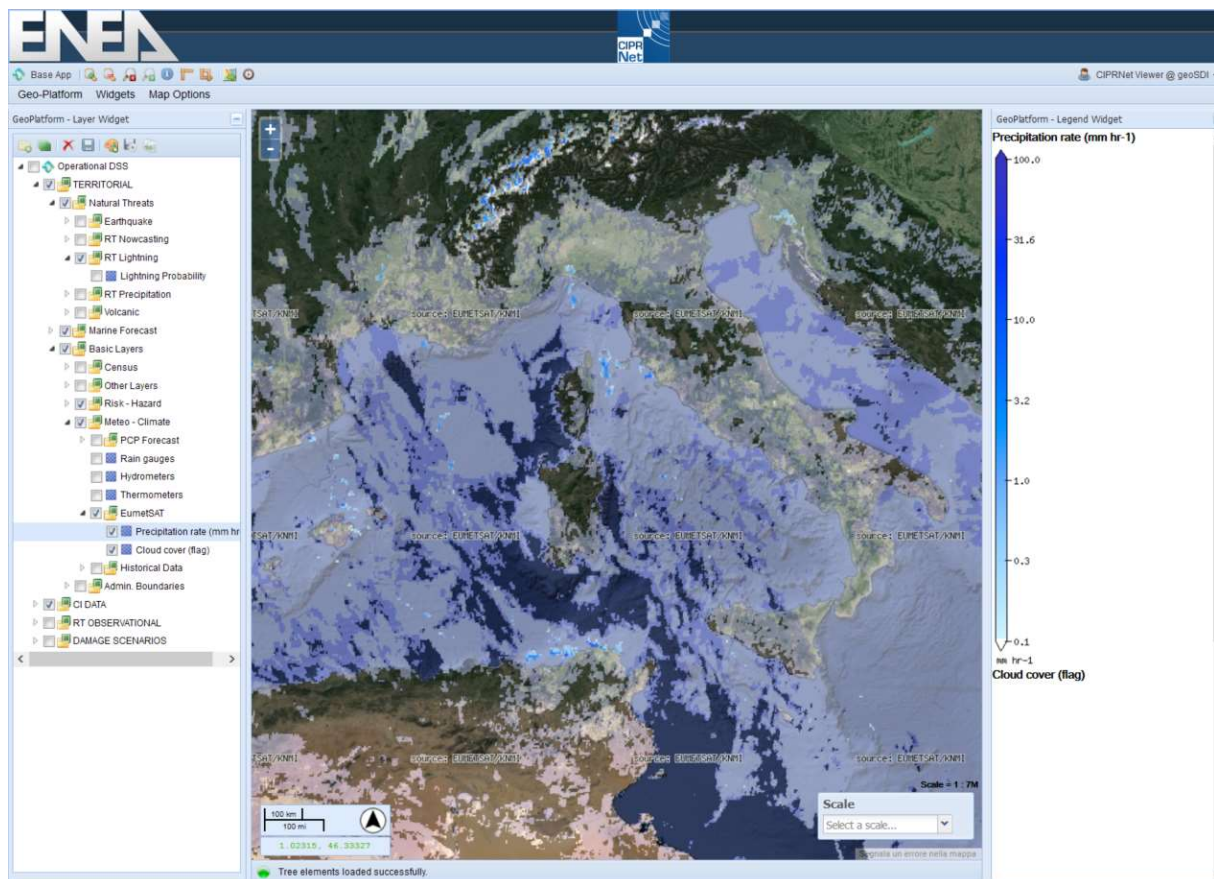 ENEA
CIPR
Net
Base App
CIPRNet Viewer @ geoSDI
Geo-Platform Widgets Map Options
GeoPlatform - Layer Widget
Operational DSS
TERRITORIAL
Natural Threats
Earthquake
RT Nowcasting
RT Lightning
Lightning Probability
RT Precipitation
Volcanic
Marine Forecast
Basic Layers
Census
Other Layers
Risk - Hazard
Meteo - Climate
PCP Forecast
Rain gauges
Hydrometers
Thermometers
EumetSAT
Precipitation rate (mm hr
Cloud cover (flag)
Historical Data
Admin. Boundaries
CI DATA
RT OBSERVATIONAL
DAMAGE SCENARIOS
+
-
TSAT/KNMI source: EUMETSAT/KNMI source: EUMETSAT/KNMI source: EUMETSAT/KNMI
TSAT/KNMI source: EUMETSAT/KNMI source: EUMETSAT/KNMI source: EUMETSAT/KNMI
TSAT/KNMI source: EUMETSAT/KNMI source: EUMETSAT/KNMI source: EUMETSAT/KNMI
Scale = 1 : 7M
100 km
100 mi
1.02315, 46.33327
Scale
Select a scale...
Segnala un errore nella mappa
Tree elements loaded successfully.
GeoPlatform - Legend Widget
Precipitation rate (mm hr-1)
100.0
31.6
10.0
3.2
1.0
0.3
0.1
mm hr-1
Cloud cover (flag)